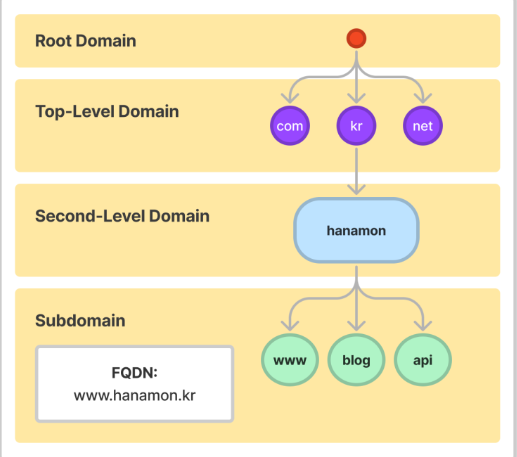 Root Domain
Top-Level Domain
com kr net
Second-Level Domain
hanamon
Subdomain
www blog api
FQDN:
www.hanamon.kr